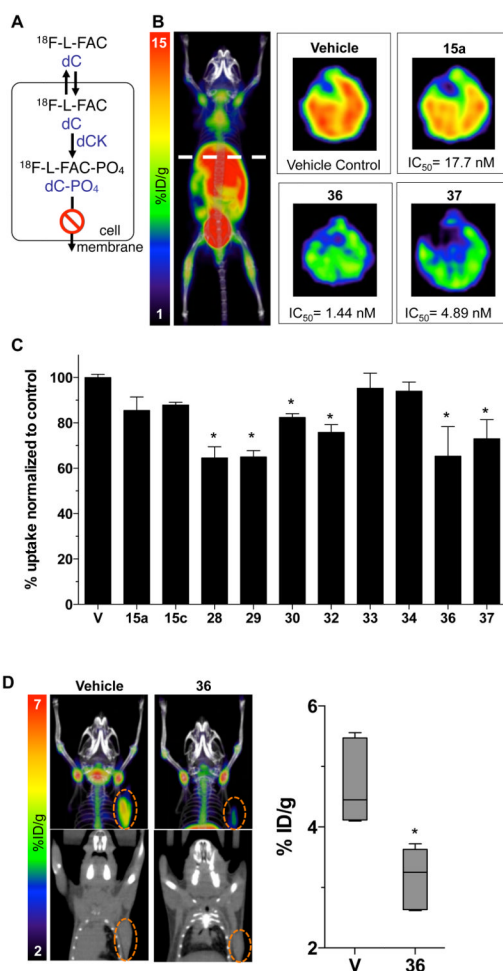 A
¹⁸F-L-FAC
dC
¹⁸F-L-FAC
dC
dCK
¹⁸F-L-FAC-PO₄
dC-PO₄
cell
membrane
B
15
%ID/g
1
Vehicle
Vehicle Control
15a
IC₅₀= 17.7 nM
36
IC₅₀= 1.44 nM
37
IC₅₀= 4.89 nM
C
% uptake normalized to control
100
80
60
40
20
0
* * * * * *
V 15a 15c 28 29 30 32 33 34 36 37
D
Vehicle 36
7
%ID/g
2
% ID/g
6
4
2
*
V 36